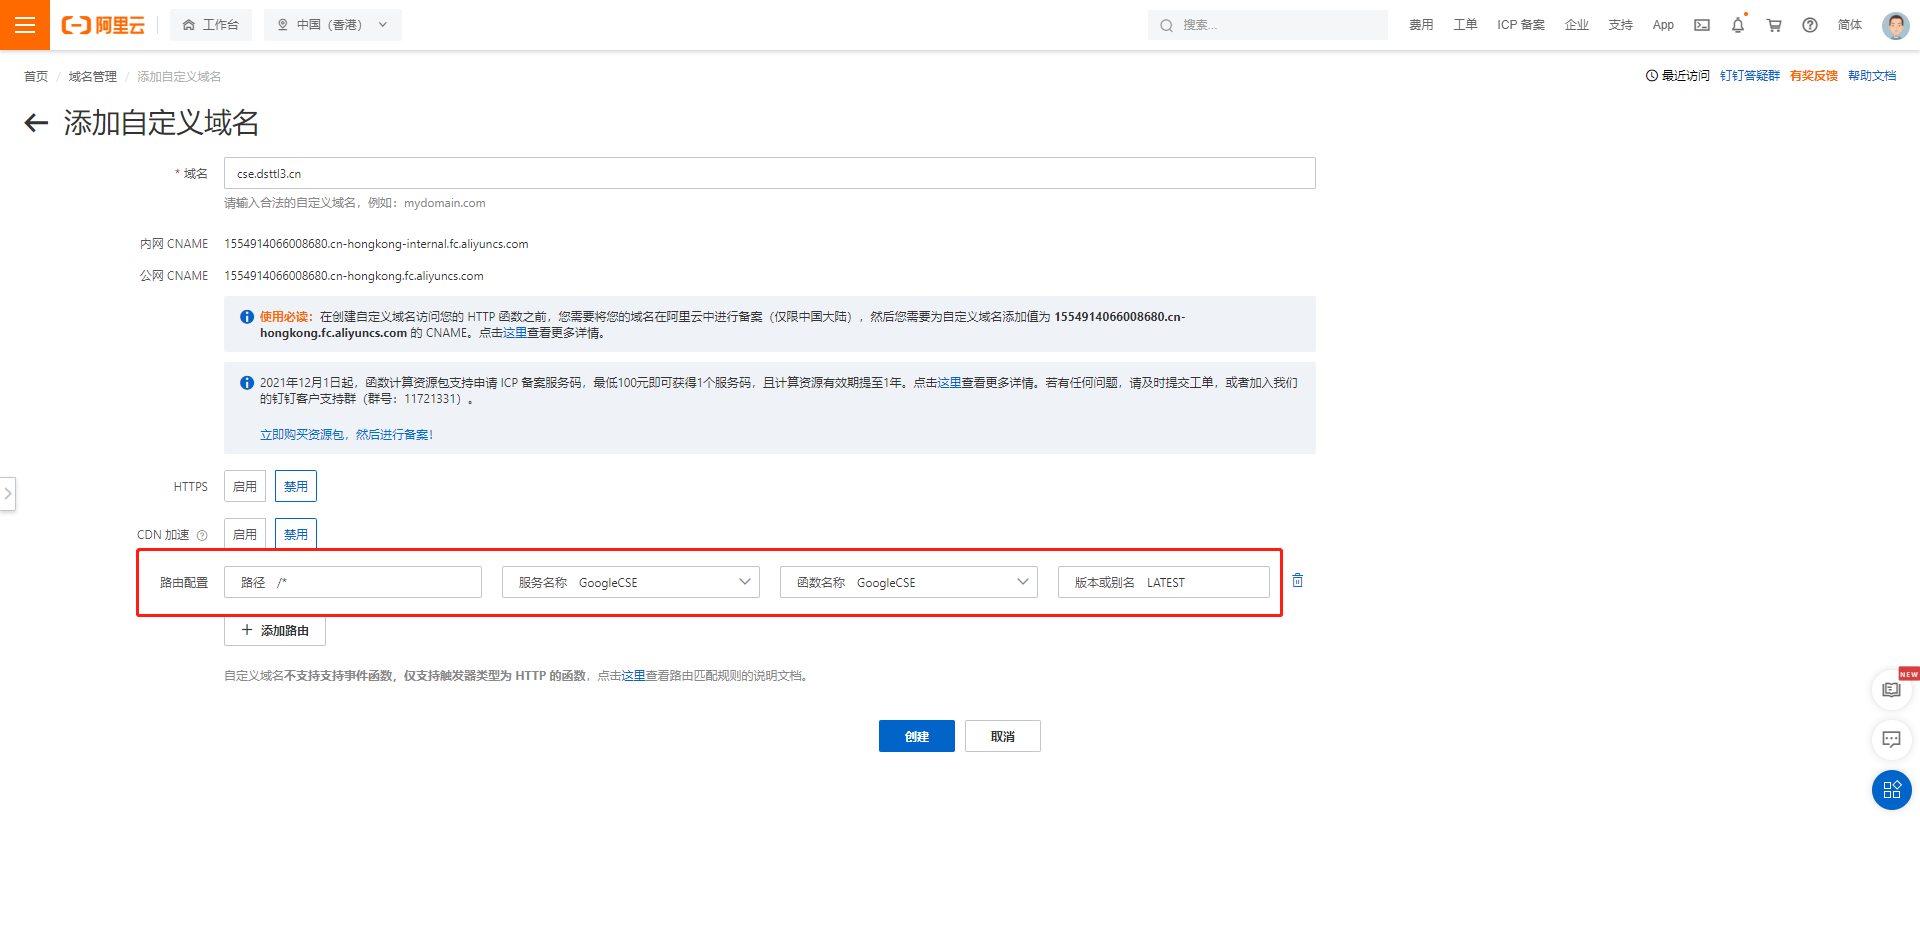 阿里云
工作台
中国（香港）
搜索...
费用
工单
ICP 备案
企业
支持
App
简体
首页 / 域名管理 / 添加自定义域名
最近访问 钉钉答疑群 有奖反馈 帮助文档
添加自定义域名
* 域名
cse.dsttl3.cn
请输入合法的自定义域名，例如：mydomain.com
内网 CNAME 1554914066008680.cn-hongkong-internal.fc.aliyuncs.com
公网 CNAME 1554914066008680.cn-hongkong.fc.aliyuncs.com
使用必读：在创建自定义域名访问您的 HTTP 函数之前，您需要将您的域名在阿里云中进行备案（仅限中国大陆），然后您需要为自定义域名添加值为 1554914066008680.cn-
hongkong.fc.aliyuncs.com 的 CNAME。点击这里查看更多详情。
2021年12月1日起，函数计算资源包支持申请 ICP 备案服务码，最低100元即可获得1个服务码，且计算资源有效期提至1年。点击这里查看更多详情。若有任何问题，请及时提交工单，或者加入我们
的钉钉客户支持群（群号：11721331）。
立即购买资源包，然后进行备案！
HTTPS 启用 禁用
CDN 加速 启用 禁用
路由配置 路径 /* 服务名称 GoogleCSE 函数名称 GoogleCSE 版本或别名 LATEST
添加路由
自定义域名不支持支持事件函数，仅支持触发器类型为 HTTP 的函数，点击这里查看路由匹配规则的说明文档。
NEW
创建 取消